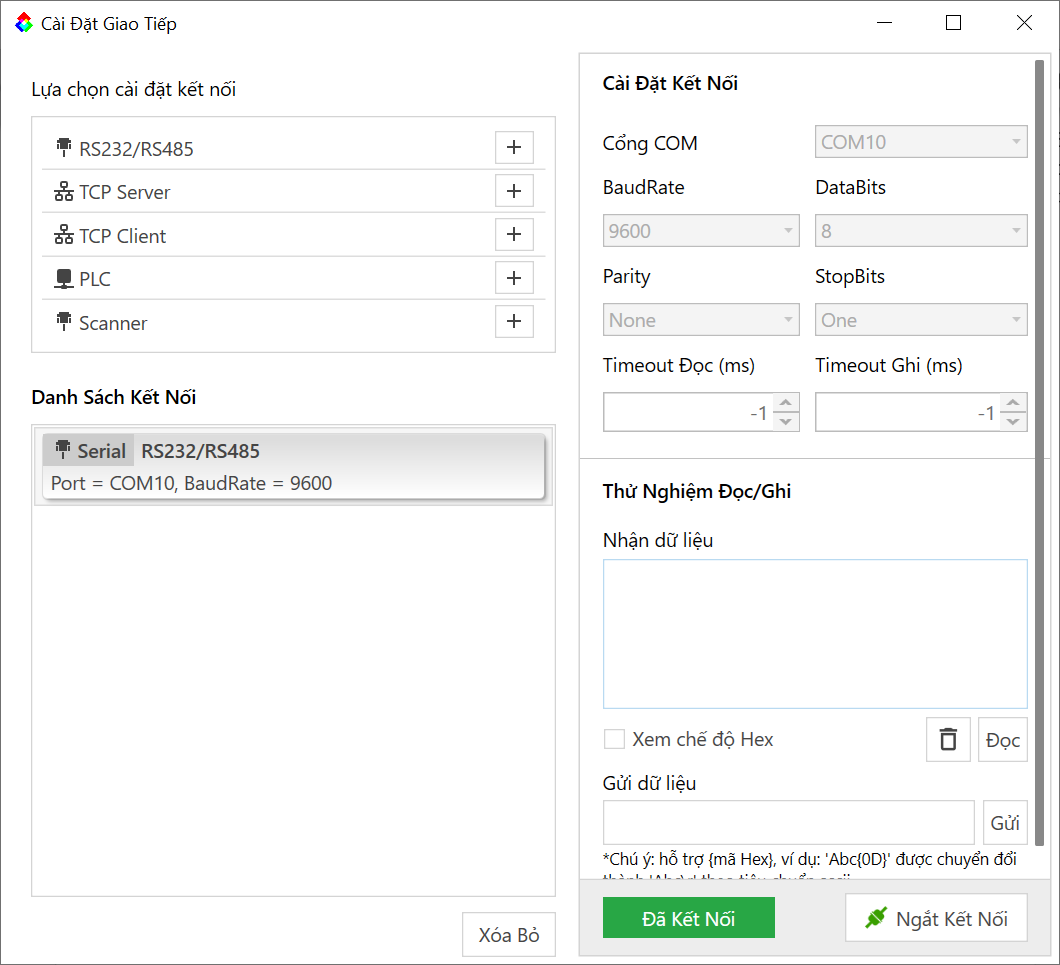 Cài Đặt Giao Tiếp
Lựa chọn cài đặt kết nối
RS232/RS485
TCP Server
TCP Client
PLC
Scanner
Danh Sách Kết Nối
Serial RS232/RS485
Port = COM10, BaudRate = 9600
Xóa Bỏ
Cài Đặt Kết Nối
Cổng COM COM10
BaudRate DataBits
9600 8
Parity StopBits
None One
Timeout Đọc (ms) Timeout Ghi (ms)
-1 -1
Thử Nghiệm Đọc/Ghi
Nhận dữ liệu
Xem chế độ Hex Đọc
Gửi dữ liệu
Gửi
*Chú ý: hỗ trợ {mã Hex}, ví dụ: 'Abc{0D}' được chuyển đổi
Đã Kết Nối Ngắt Kết Nối